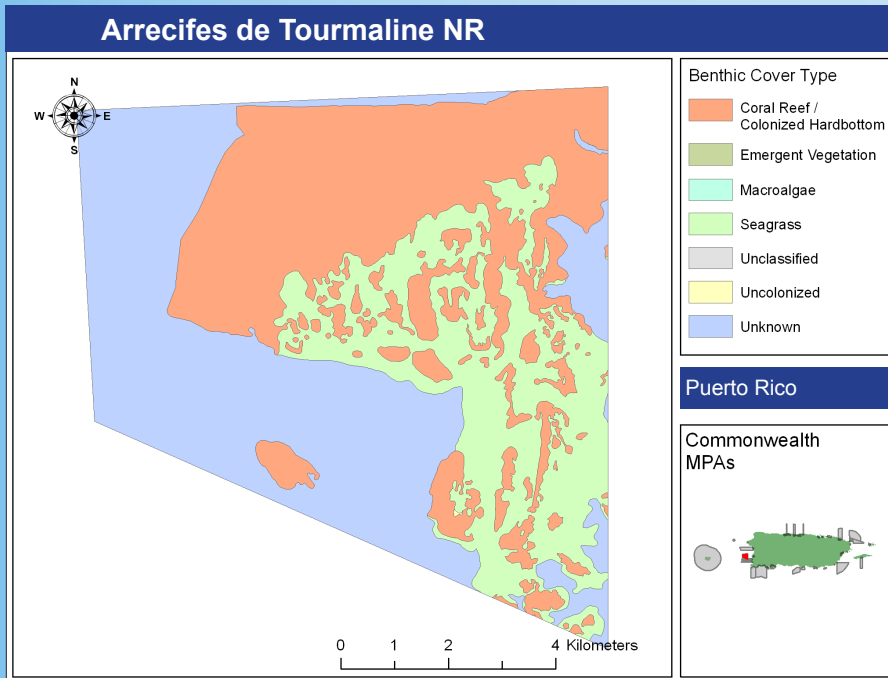 Arrecifes de Tourmaline NR
N
W E
S
Benthic Cover Type
Coral Reef /
Colonized Hardbottom
Emergent Vegetation
Macroalgae
Seagrass
Unclassified
Uncolonized
Unknown
Puerto Rico
Commonwealth
MPAs
0 1 2 4 Kilometers